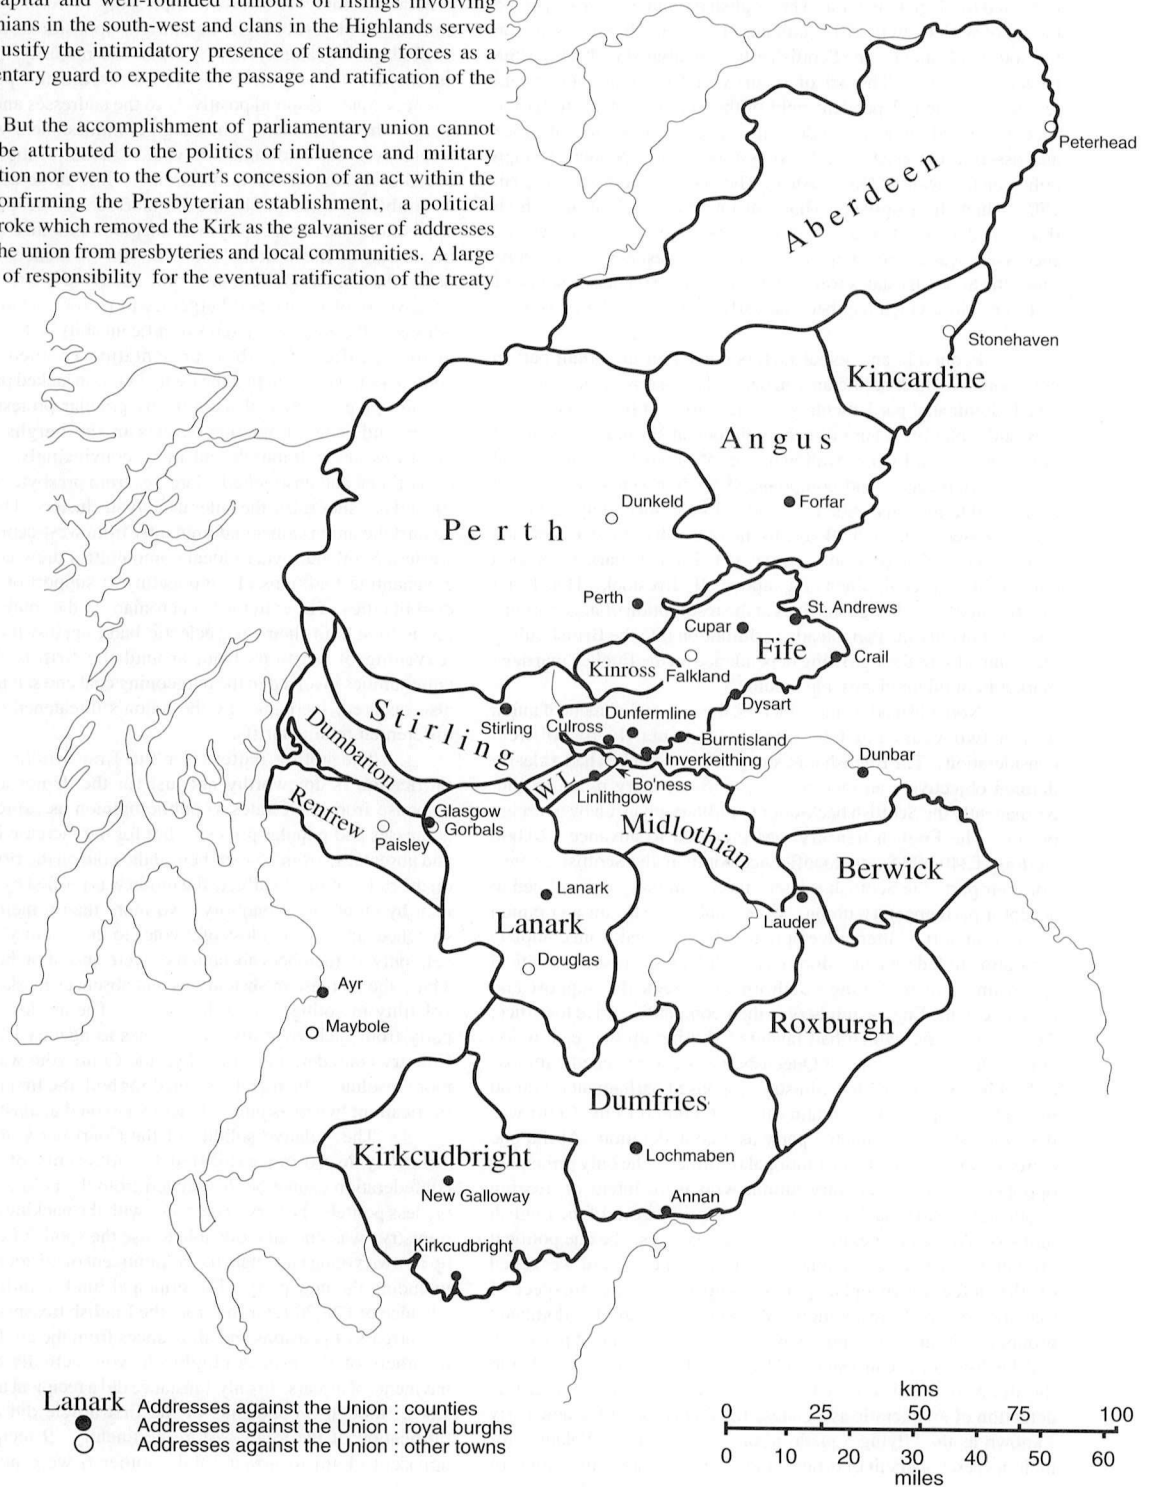 apital and well-founded rumours of risings involving
nians in the south-west and clans in the Highlands served
ustify the intimidatory presence of standing forces as a
entary guard to expedite the passage and ratification of the
But the accomplishment of parliamentary union cannot
be attributed to the politics of influence and military
tion nor even to the Court's concession of an act within the
onfirming the Presbyterian establishment, a political
roke which removed the Kirk as the galvaniser of addresses
he union from presbyteries and local communities. A large
of responsibility for the eventual ratification of the treaty
Peterhead
Aberdeen
Stonehaven
Kincardine
Angus
Dunkeld
Forfar
Perth
Perth
St. Andrews
Cupar
Fife
Kinross
Falkland
Crail
Dysart
Stirling
Stirling
Culross
Dunfermline
Burntisland
Dumbarton
Inverkeithing
Dunbar
W L
Bo'ness
Linlithgow
Renfrew
Glasgow
Gorbals
Paisley
Midlothian
Berwick
Lanark
Lauder
Lanark
Douglas
Ayr
Maybole
Roxburgh
Dumfries
Kirkcudbright
Lochmaben
New Galloway
Annan
Kirkcudbright
Lanark Addresses against the Union : counties
Addresses against the Union : royal burghs
Addresses against the Union : other towns
kms
0 25 50 75 100
0 10 20 30 40 50 60
miles